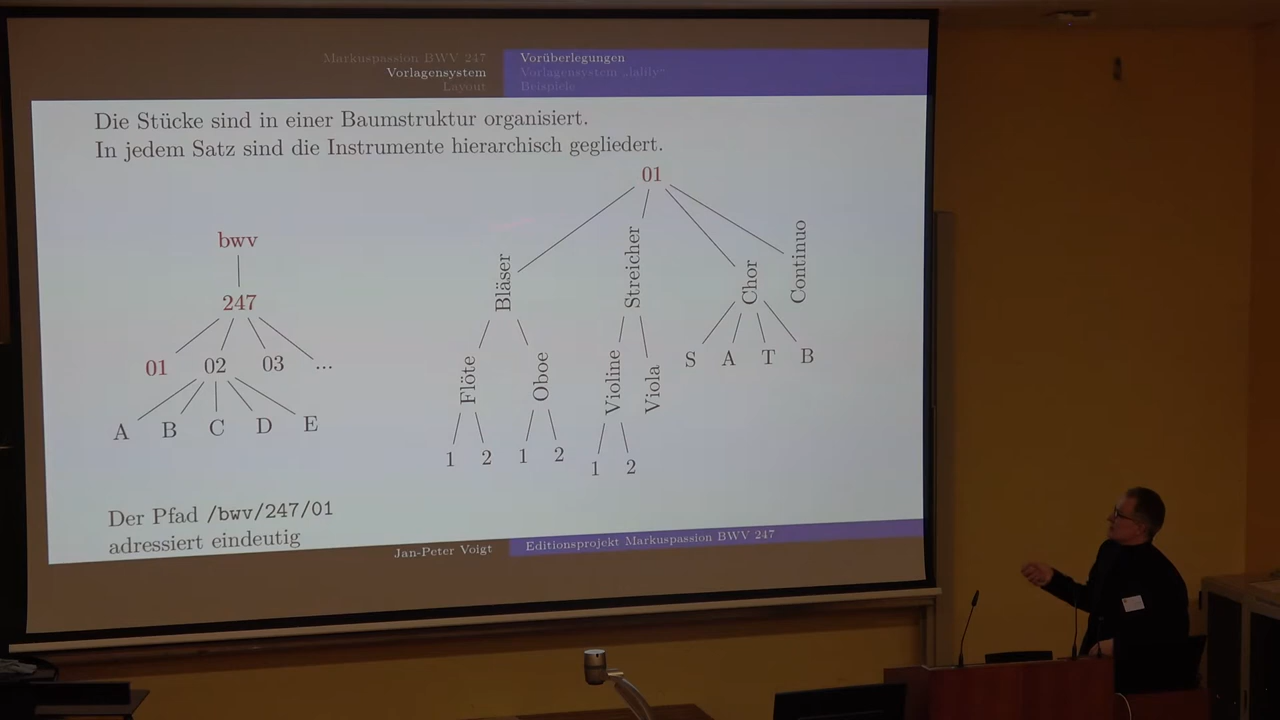 Markuspassion BWV 247
Vorlagensystem
Layout
Vorüberlegungen
Vorlagensystem „lalily“
Beispiele
Die Stücke sind in einer Baumstruktur organisiert.
In jedem Satz sind die Instrumente hierarchisch gegliedert.
bwv
247
01 02 03 ...
A B C D E
01
Bläser Streicher Chor Continuo
Flöte Oboe Violine Viola S A T B
1 2 1 2 1 2
Der Pfad /bwv/247/01
adressiert eindeutig
Jan-Peter Voigt Editionsprojekt Markuspassion BWV 247